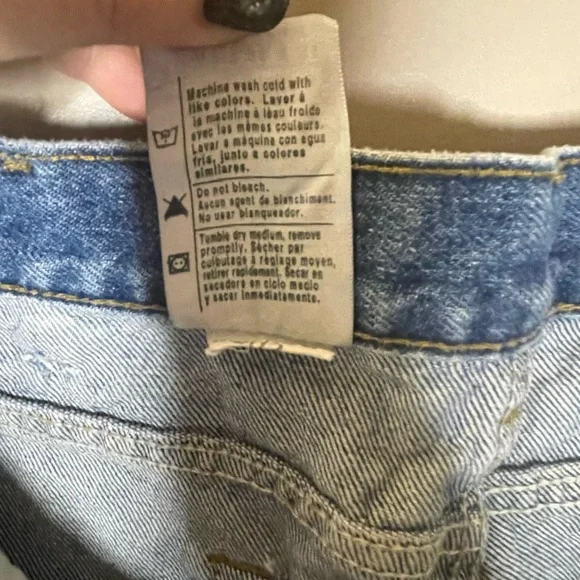 Machine wash cold with
like colors. Laver à
la machine à leau froide
avec les mêmes couleurs.
Lavar a máquina con agua
fría, junto a colores
similares.
Do not bleach.
Aucun agent de blanchiment.
No usar blanqueador.
Tumble dry medium, remove
promptly. Sécher par
culbutage à réglage moyen,
retirer rapidement. Secar en
secadora en ciclo medio
y sacar inmediatamente.